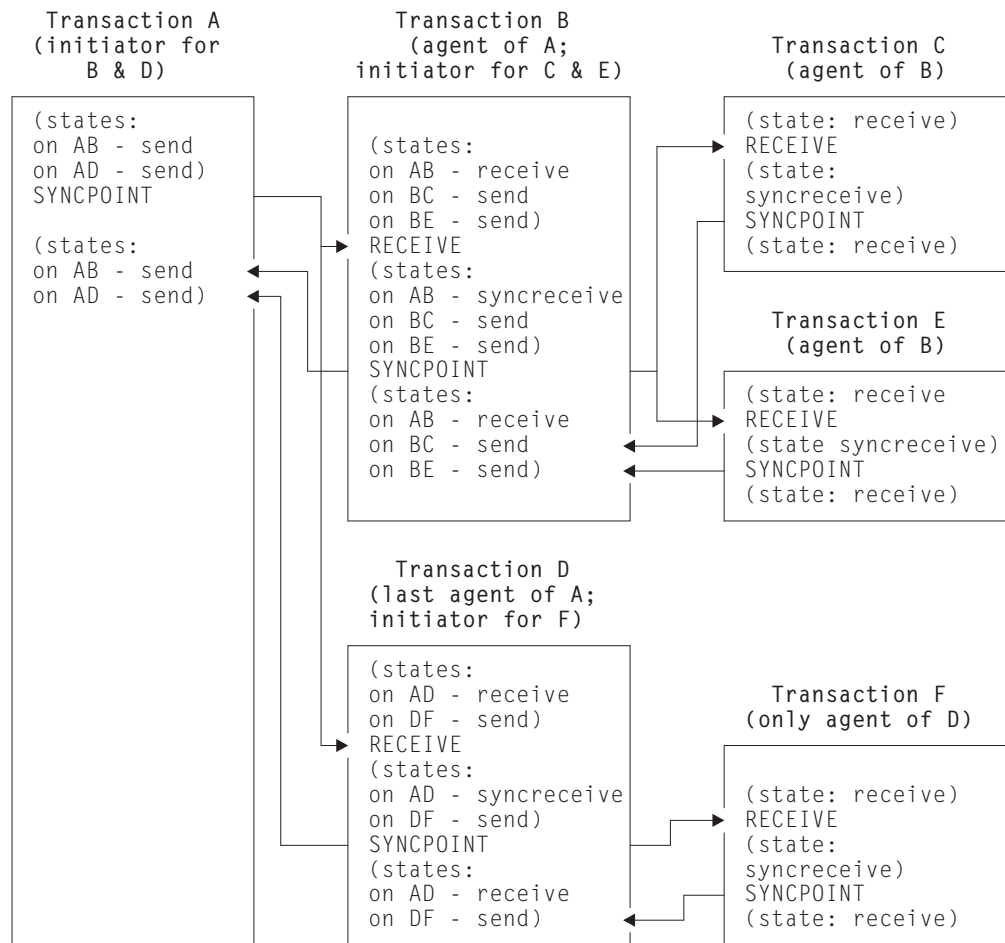 Transaction A
(initiator for
B & D)
(states:
on AB - send
on AD - send)
SYNCPOINT
(states:
on AB - send
on AD - send)
Transaction B
(agent of A;
initiator for C & E)
(states:
on AB - receive
on BC - send
on BE - send)
RECEIVE
(states:
on AB - syncreceive
on BC - send
on BE - send)
SYNCPOINT
(states:
on AB - receive
on BC - send
on BE - send)
Transaction C
(agent of B)
(state: receive)
RECEIVE
(state:
syncreceive)
SYNCPOINT
(state: receive)
Transaction E
(agent of B)
(state: receive
RECEIVE
(state syncreceive)
SYNCPOINT
(state: receive)
Transaction D
(last agent of A;
initiator for F)
(states:
on AD - receive
on DF - send)
RECEIVE
(states:
on AD - syncreceive
on DF - send)
SYNCPOINT
(states:
on AD - receive
on DF - send)
Transaction F
(only agent of D)
(state: receive)
RECEIVE
(state:
syncreceive)
SYNCPOINT
(state: receive)